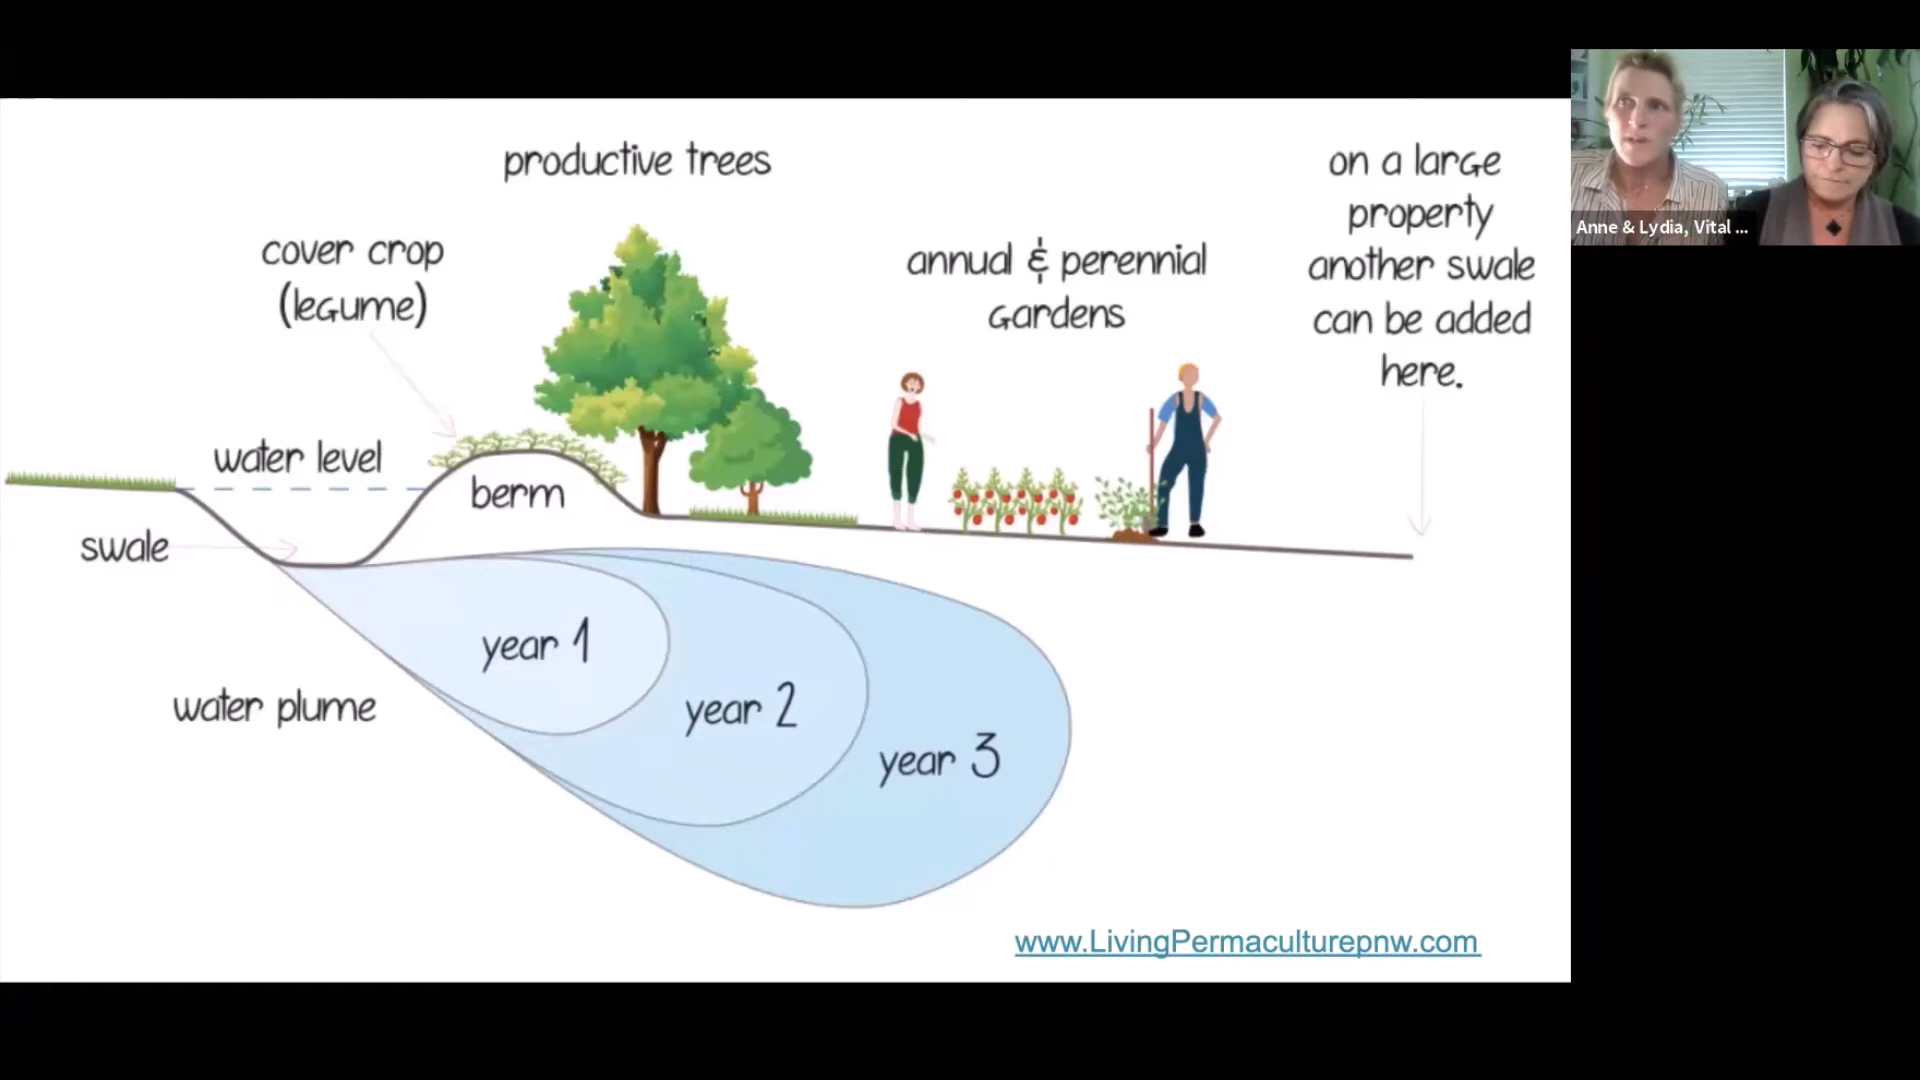 productive trees
cover crop
(legume)
annual & perennial
gardens
on a large
property
another swale
can be added
here.
water level
berm
swale
year 1
year 2
year 3
water plume
www.LivingPermaculturepnw.com
Anne & Lydia, Vital ...